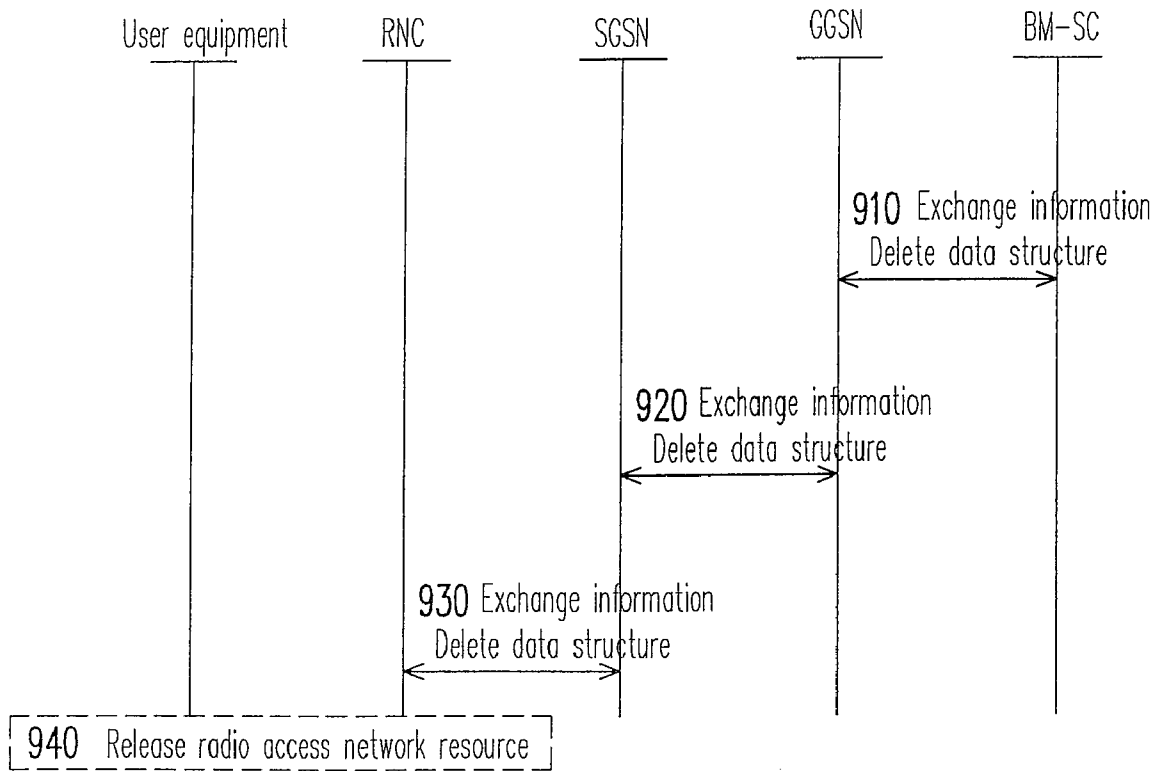 User equipment RNC SGSN GGSN BM-SC
910 Exchange information
Delete data structure
920 Exchange information
Delete data structure
930 Exchange information
Delete data structure
940 Release radio access network resource